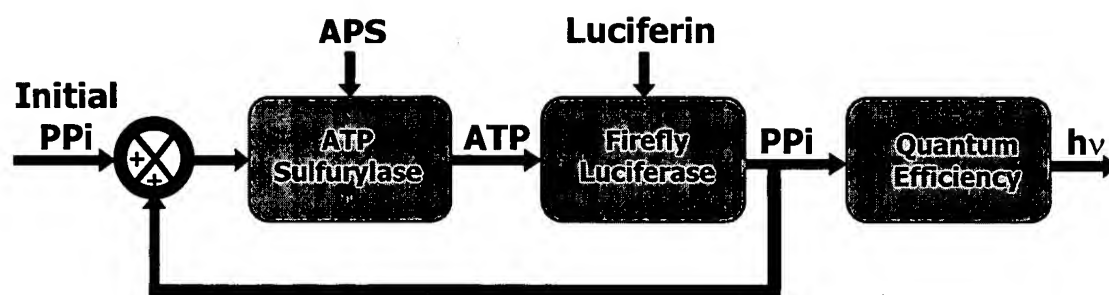 APS
Luciferin
Initial
PPi
+
+
ATP
Sulfurylase
ATP
Firefly
Luciferase
PPi
Quantum
Efficiency
hν